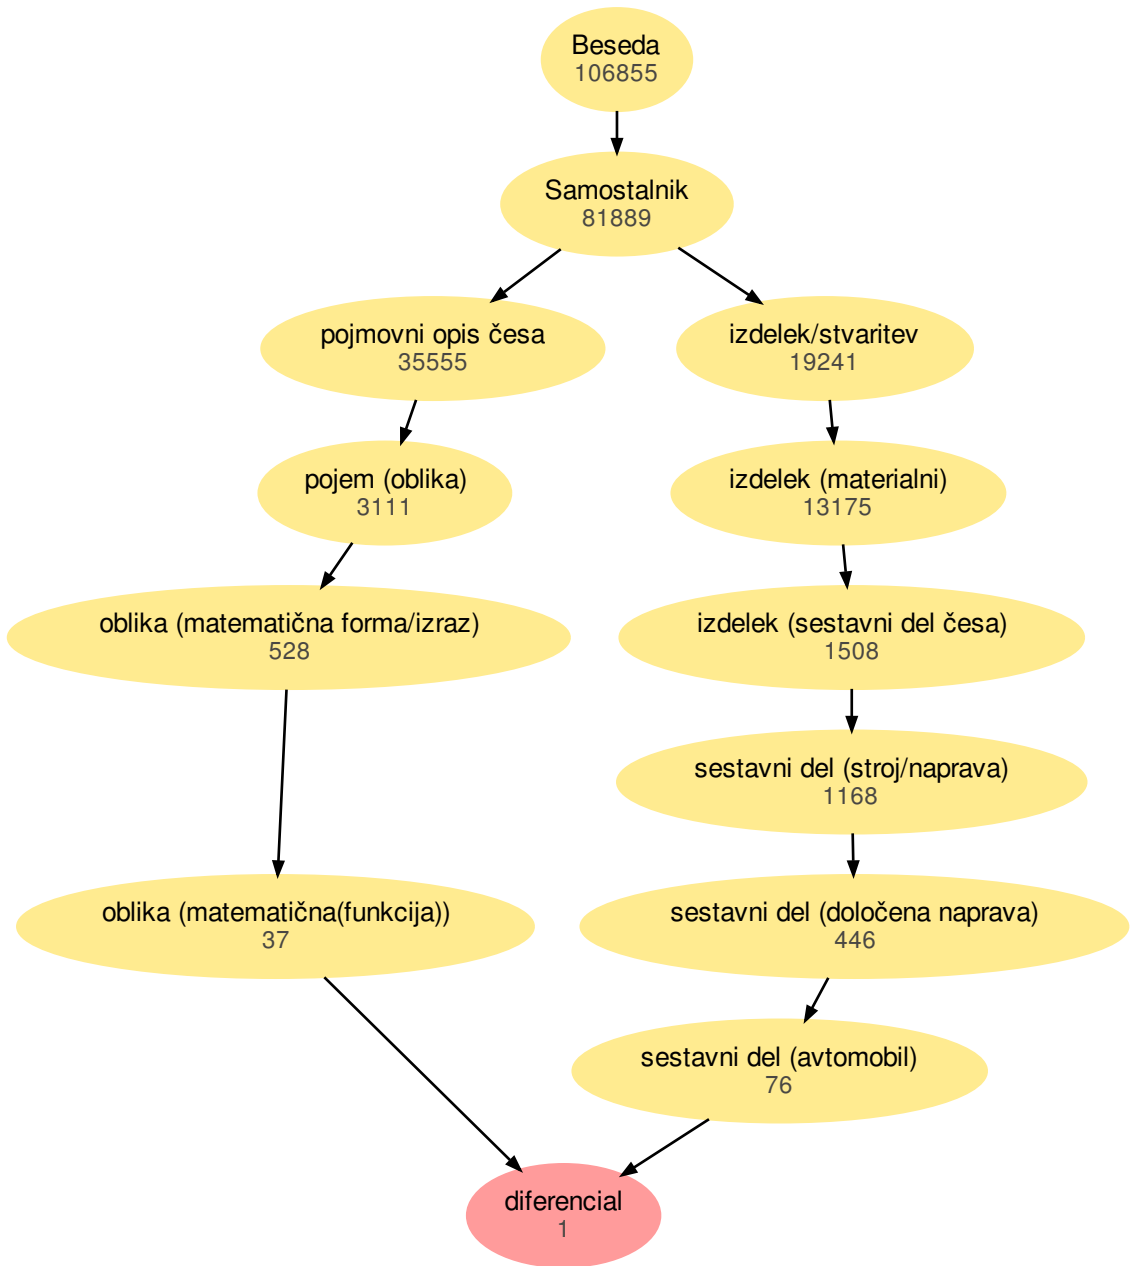 Beseda
106855
Samostalnik
81889
pojmovni opis česa
35555
izdelek/stvaritev
19241
pojem (oblika)
3111
izdelek (materialni)
13175
oblika (matematična forma/izraz)
528
izdelek (sestavni del česa)
1508
sestavni del (stroj/naprava)
1168
oblika (matematična(funkcija))
37
sestavni del (določena naprava)
446
sestavni del (avtomobil)
76
diferencial
1